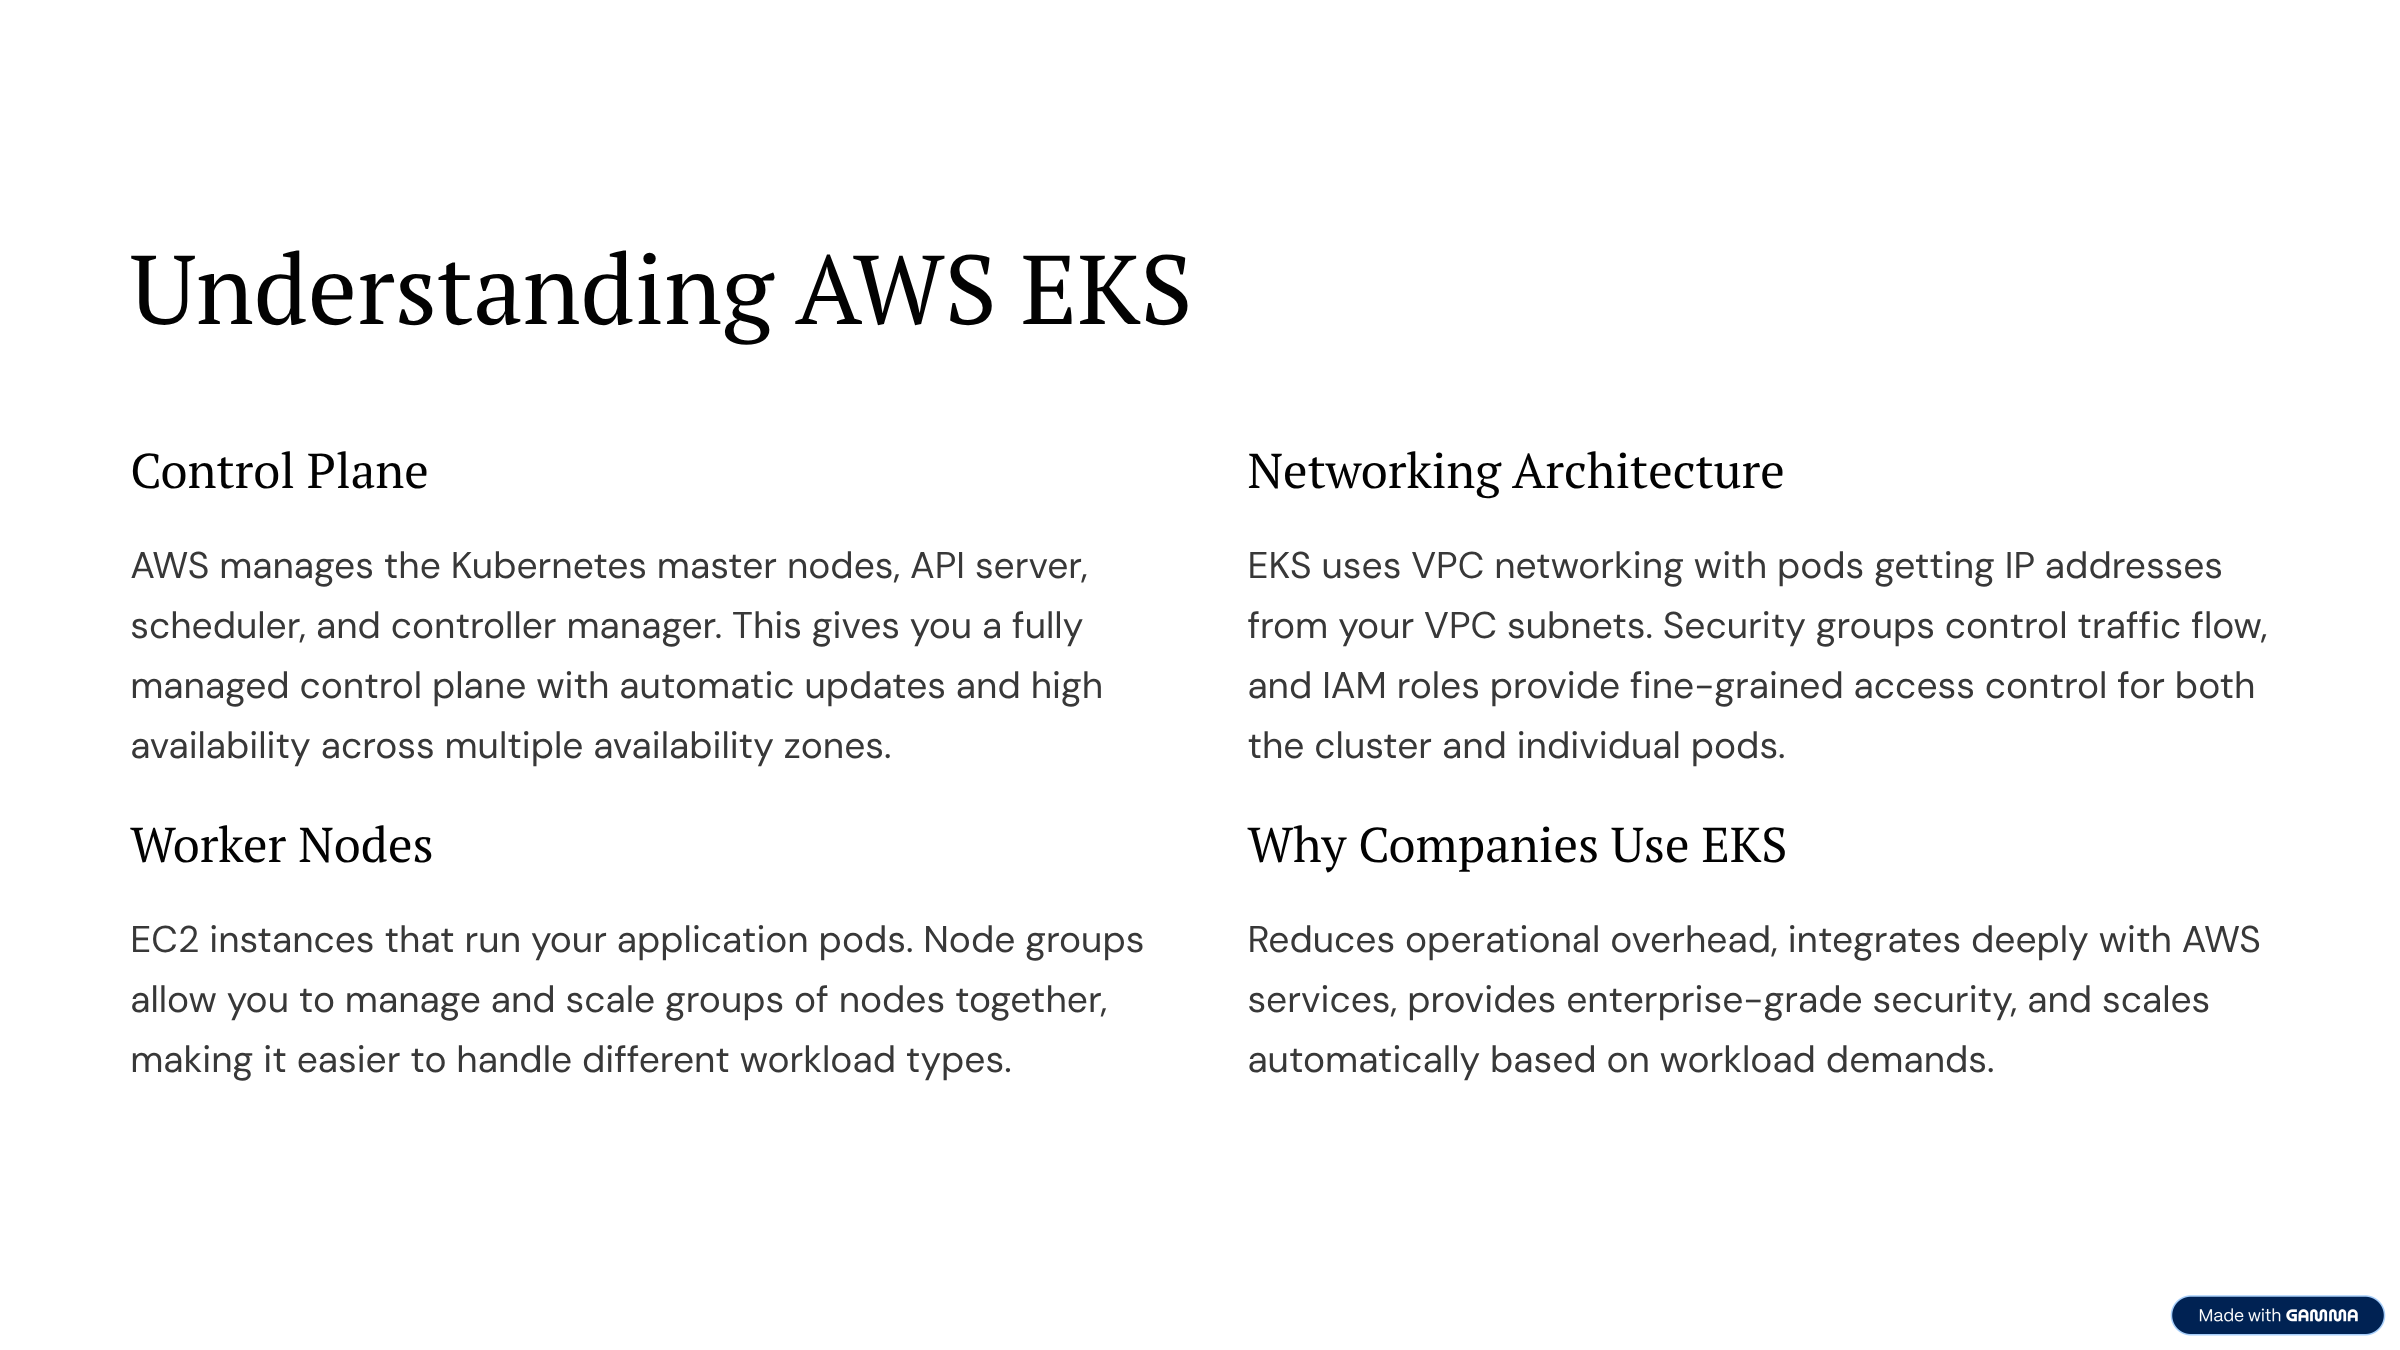 Understanding AWS EKS
Control Plane
AWS manages the Kubernetes master nodes, API server,
scheduler, and controller manager. This gives you a fully
managed control plane with automatic updates and high
availability across multiple availability zones.
Worker Nodes
EC2 instances that run your application pods. Node groups
allow you to manage and scale groups of nodes together,
making it easier to handle different workload types.
Networking Architecture
EKS uses VPC networking with pods getting IP addresses
from your VPC subnets. Security groups control traffic flow,
and IAM roles provide fine-grained access control for both
the cluster and individual pods.
Why Companies Use EKS
Reduces operational overhead, integrates deeply with AWS
services, provides enterprise-grade security, and scales
automatically based on workload demands.
Made with GAMMA